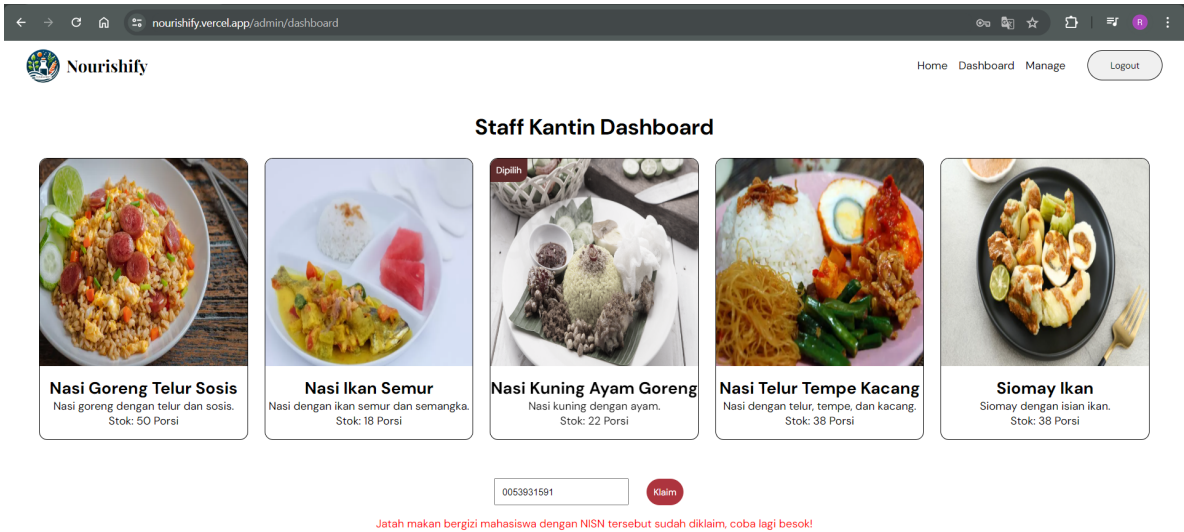 nourishify.vercel.app/admin/dashboard
R
Nourishify
Home Dashboard Manage Logout
Staff Kantin Dashboard
Dipilih
Nasi Goreng Telur Sosis
Nasi goreng dengan telur dan sosis.
Stok: 50 Porsi
Nasi Ikan Semur
Nasi dengan ikan semur dan semangka.
Stok: 18 Porsi
Nasi Kuning Ayam Goreng
Nasi kuning dengan ayam.
Stok: 22 Porsi
Nasi Telur Tempe Kacang
Nasi dengan telur, tempe, dan kacang.
Stok: 38 Porsi
Siomay Ikan
Siomay dengan isian ikan.
Stok: 38 Porsi
0053931591 Klaim
Jatah makan bergizi mahasiswa dengan NISN tersebut sudah diklaim, coba lagi besok!